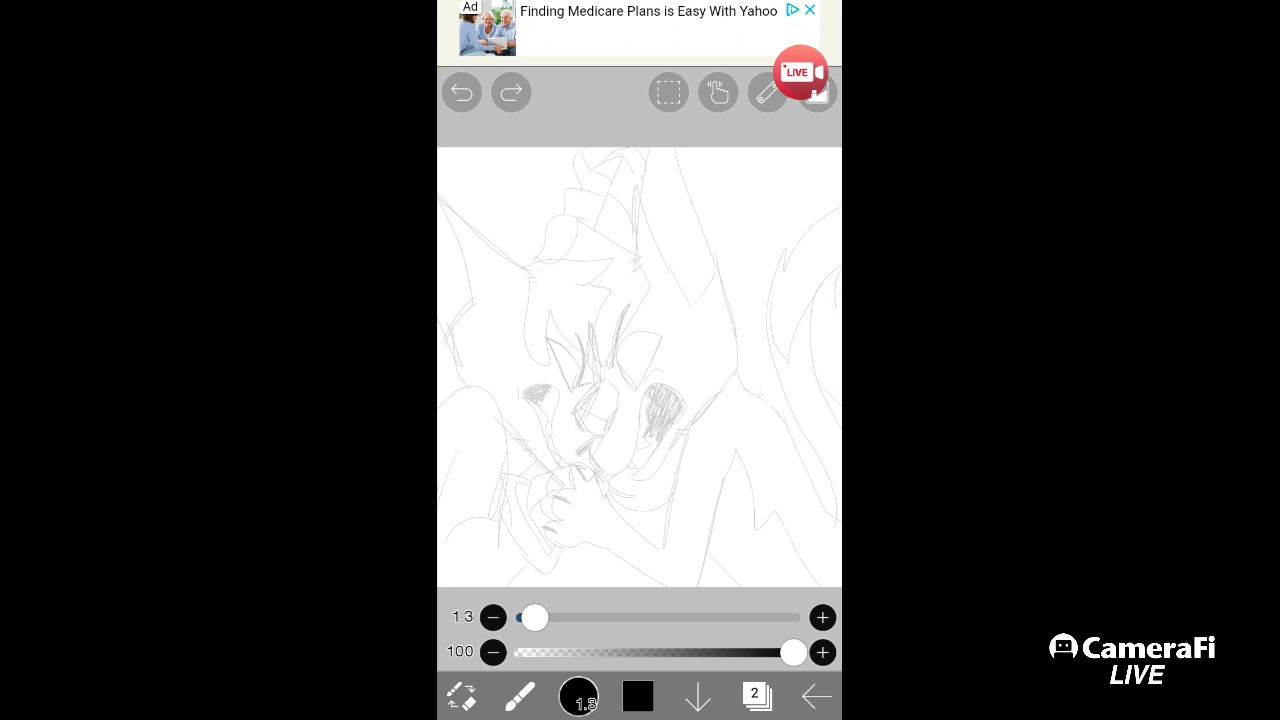 Ad
Finding Medicare Plans is Easy With Yahoo
LIVE
1.3
100
1.3
2
CameraFi
LIVE